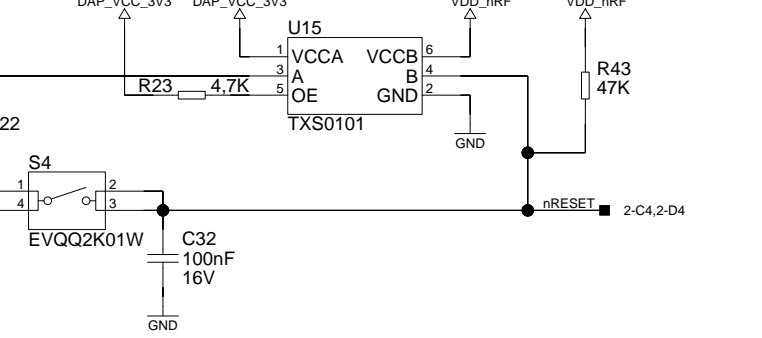 DAP_VCC_3V3 DAP_VCC_3V3 VDD_nRF VDD_nRF
U15
1 VCCA VCCB 6
3 A B 4
R23 4,7K 5 OE GND 2
TXS0101
GND
R43
47K
22
S4
1 2
4 3
EVQQ2K01W
nRESET 2-C4,2-D4
C32
100nF
16V
GND